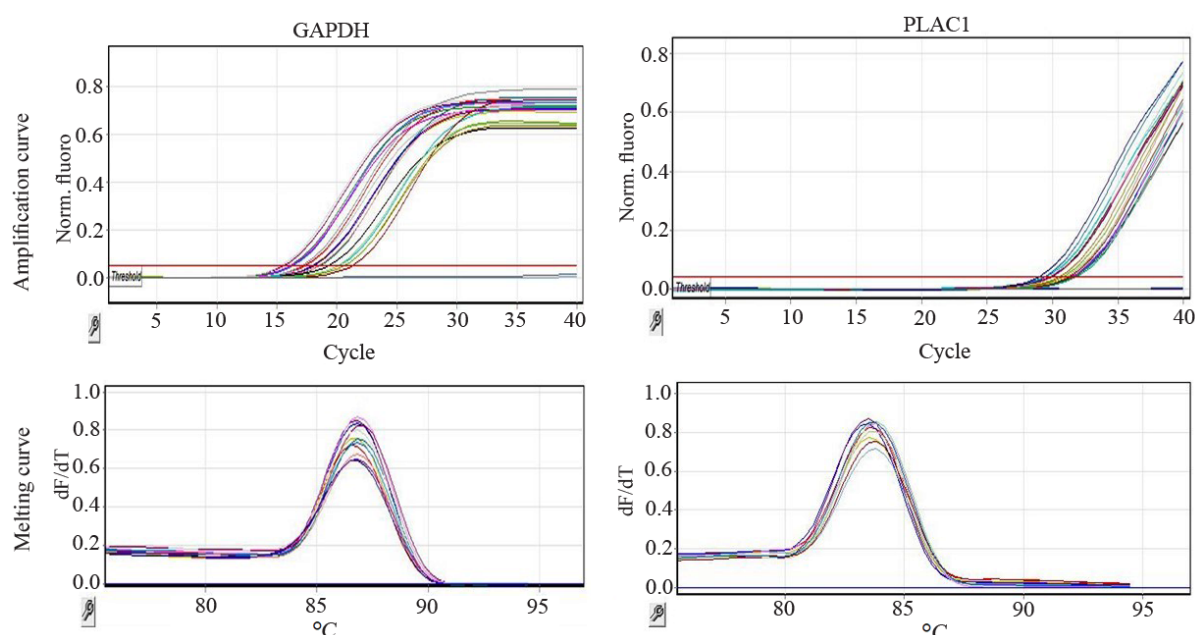 GAPDH
PLAC1
Amplification curve
Norm. fluoro
0.8
0.6
0.4
0.2
0.0
Threshold
5 10 15 20 25 30 35 40
Cycle
Norm. fluoro
0.8
0.6
0.4
0.2
0.0
Threshold
5 10 15 20 25 30 35 40
Cycle
Melting curve
dF/dT
1.0
0.8
0.6
0.4
0.2
0.0
80 85 90 95
°C
dF/dT
1.0
0.8
0.6
0.4
0.2
0.0
80 85 90 95
°C